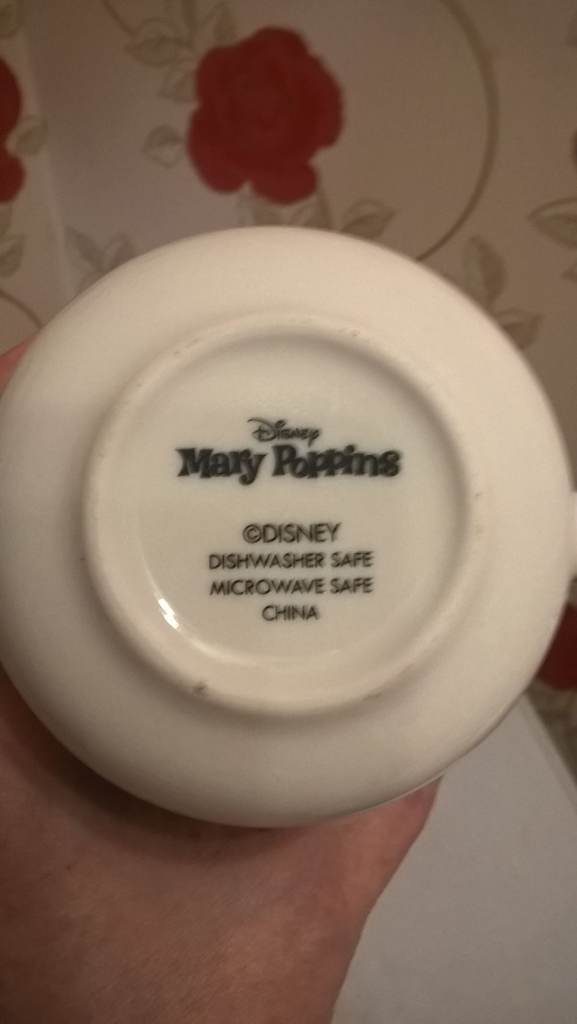 Disney
Mary Poppins
©DISNEY
DISHWASHER SAFE
MICROWAVE SAFE
CHINA